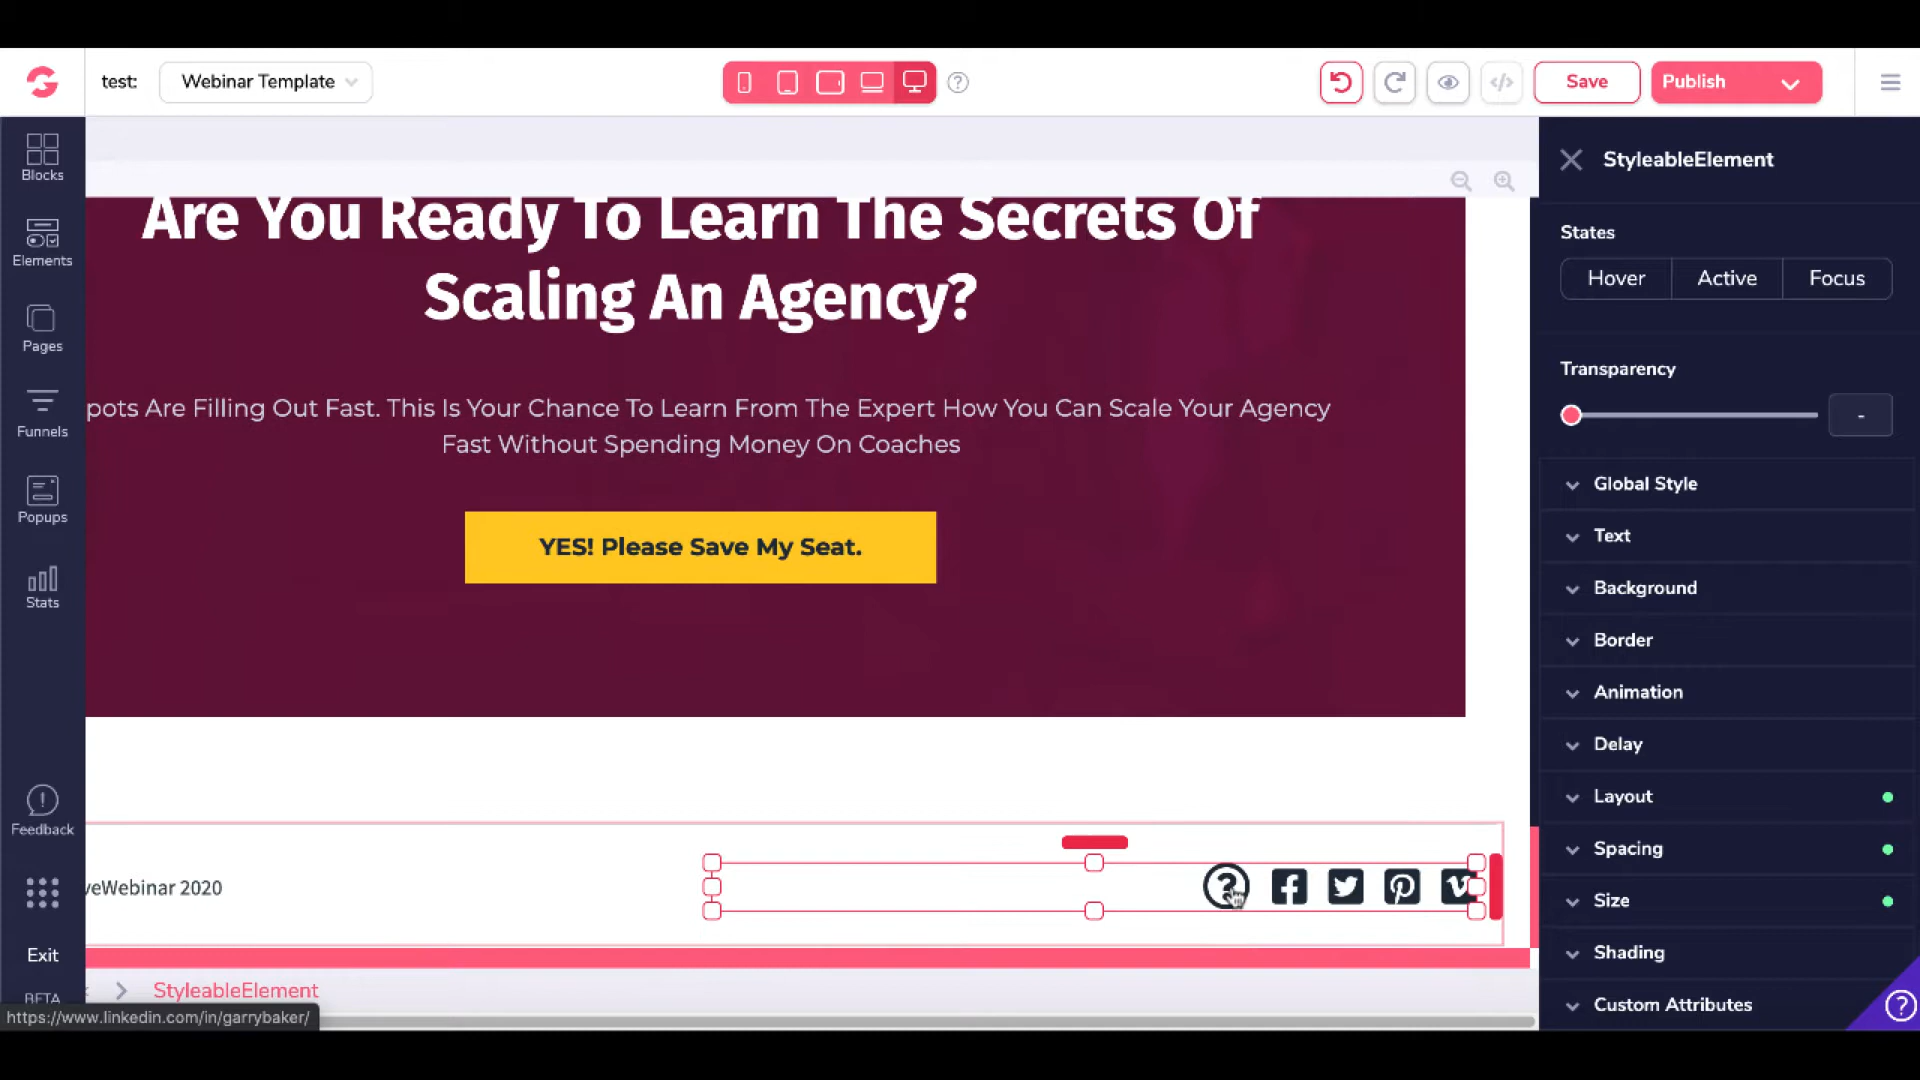 test:
Webinar Template
Save
Publish
Blocks
Elements
Pages
Funnels
Popups
Stats
Feedback
Exit
BETA
Are You Ready To Learn The Secrets Of
Scaling An Agency?
pots Are Filling Out Fast. This Is Your Chance To Learn From The Expert How You Can Scale Your Agency
Fast Without Spending Money On Coaches
YES! Please Save My Seat.
veWebinar 2020
StyleableElement
https://www.linkedin.com/in/garrybaker/
StyleableElement
States
Hover Active Focus
Transparency
-
Global Style
Text
Background
Border
Animation
Delay
Layout
Spacing
Size
Shading
Custom Attributes